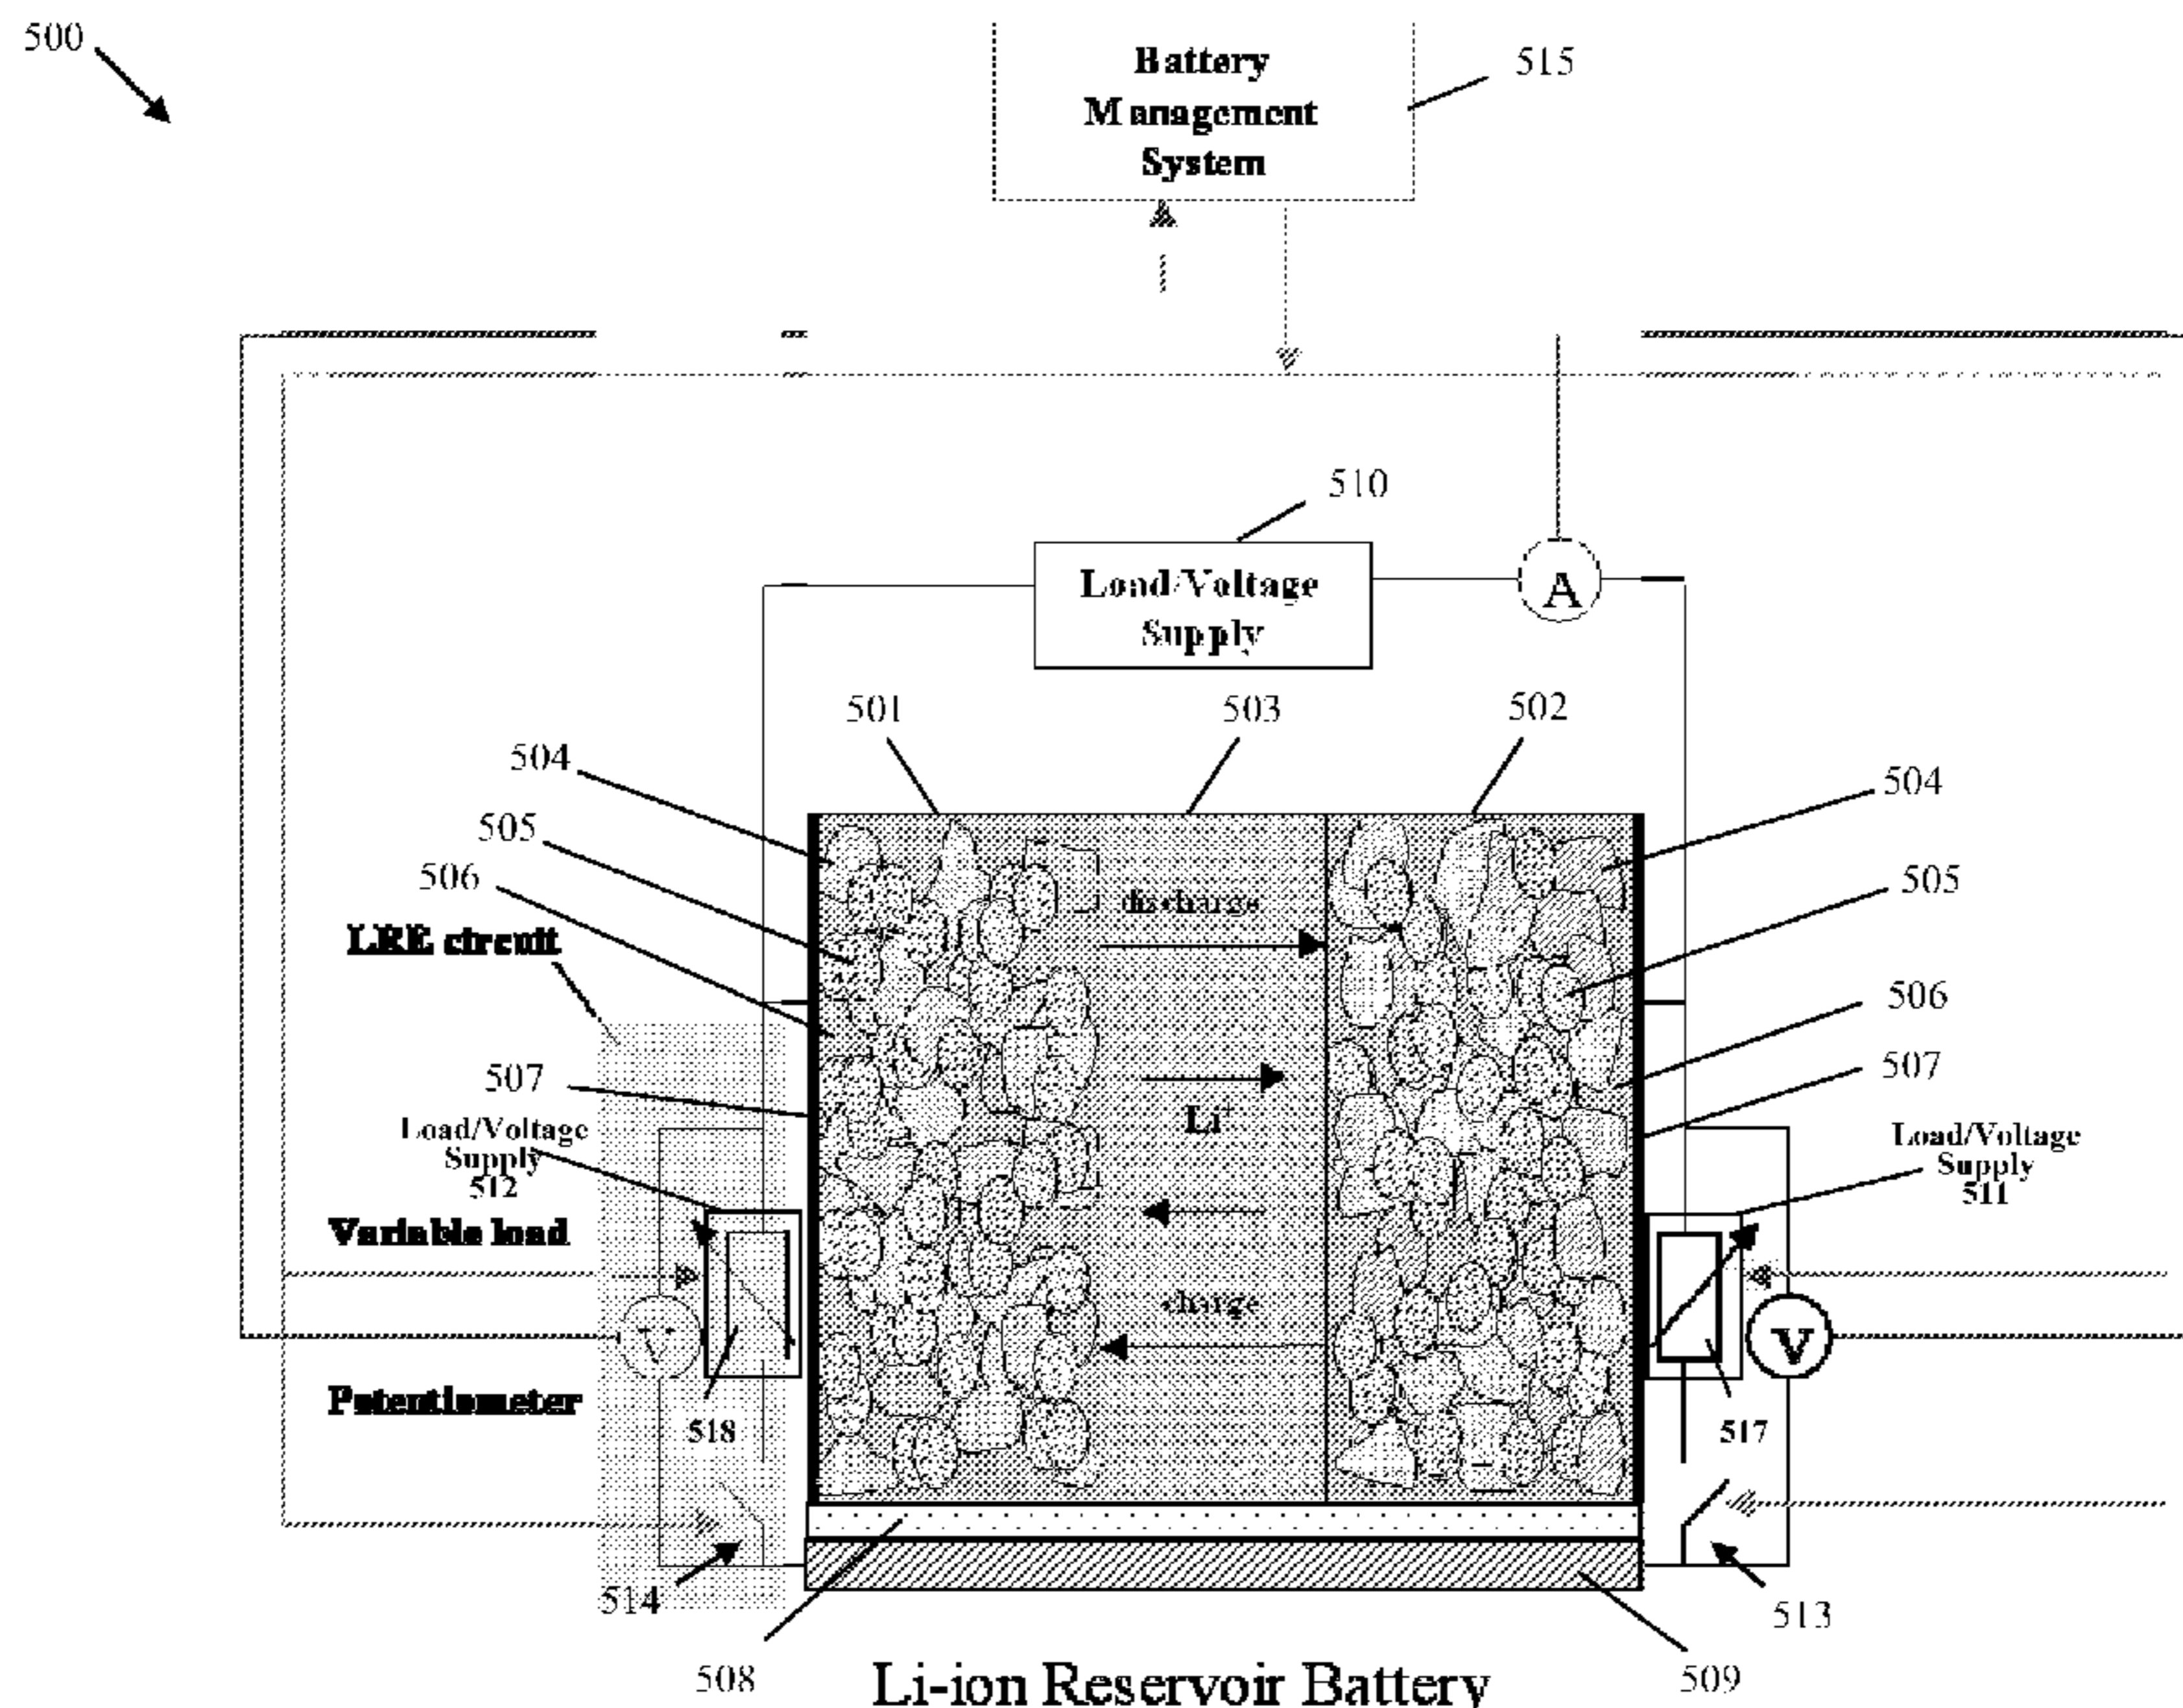 500
Battery
Management
System
515
510
Load/Voltage
Supply
A
501
503
502
504
504
505
505
506
discharge
LRE circuit
506
507
507
Li+
Load/Voltage
Supply
512
Load/Voltage
Supply
511
Variable load
charge
V
V
Potentiometer
518
517
514
513
508
509
Li-ion Reservoir Battery